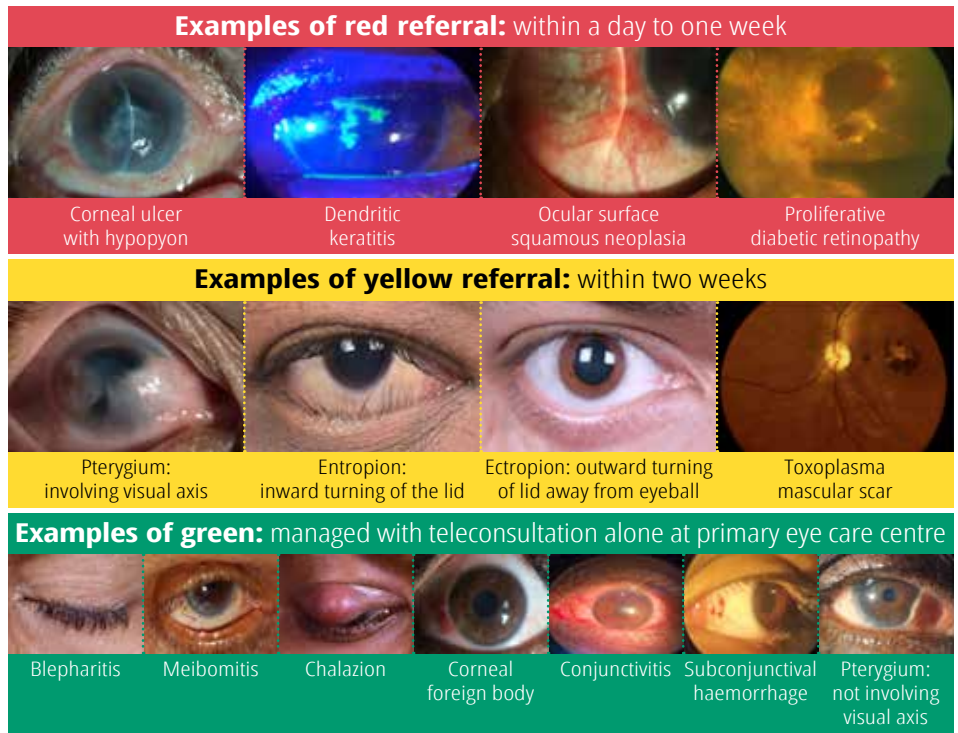 Examples of red referral: within a day to one week
Corneal ulcer
with hypopyon
Dendritic
keratitis
Ocular surface
squamous neoplasia
Proliferative
diabetic retinopathy
Examples of yellow referral: within two weeks
Pterygium:
involving visual axis
Entropion:
inward turning of the lid
Ectropion: outward turning
of lid away from eyeball
Toxoplasma
mascular scar
Examples of green: managed with teleconsultation alone at primary eye care centre
Blepharitis
Meibomitis
Chalazion
Corneal
foreign body
Conjunctivitis
Subconjunctival
haemorrhage
Pterygium:
not involving
visual axis